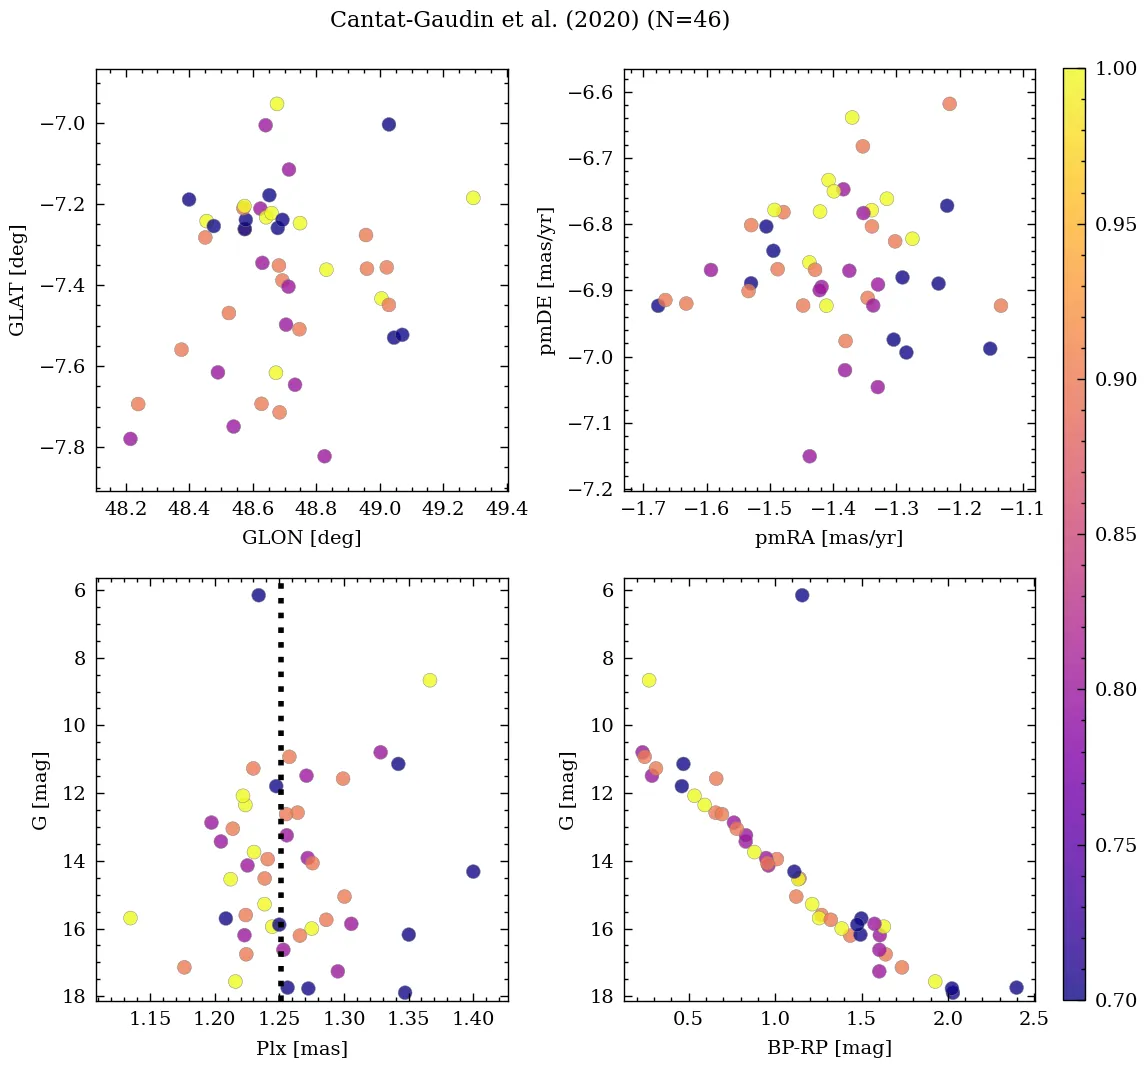 Cantat-Gaudin et al. (2020) (N=46)
−7.0
−7.2
−7.4
−7.6
−7.8
GLAT [deg]
48.2 48.4 48.6 48.8 49.0 49.2 49.4
GLON [deg]
−6.6
−6.7
−6.8
−6.9
−7.0
−7.1
−7.2
pmDE [mas/yr]
−1.7 −1.6 −1.5 −1.4 −1.3 −1.2 −1.1
pmRA [mas/yr]
6
8
10
12
14
16
18
G [mag]
1.15 1.20 1.25 1.30 1.35 1.40
Plx [mas]
6
8
10
12
14
16
18
G [mag]
0.5 1.0 1.5 2.0 2.5
BP-RP [mag]
1.00
0.95
0.90
0.85
0.80
0.75
0.70